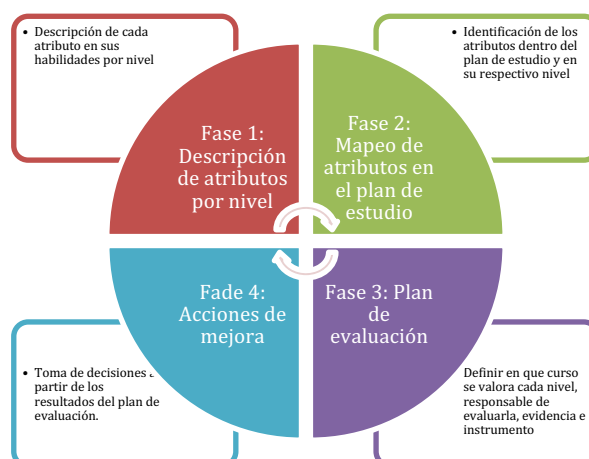 • Descripción de cada
atributo en sus
habilidades por nivel
• Identificación de los
atributos dentro del
plan de estudio y en
su respectivo nivel
Fase 1:
Descripción
de atributos
por nivel
Fase 2:
Mapeo de
atributos en
el plan de
estudio
Fade 4:
Acciones de
mejora
Fase 3: Plan
de
evaluación
• Toma de decisiones
partir de los
resultados del plan de
evaluación.
Definir en que curso
se valora cada nivel,
responsable de
evaluarla, evidencia e
instrumento